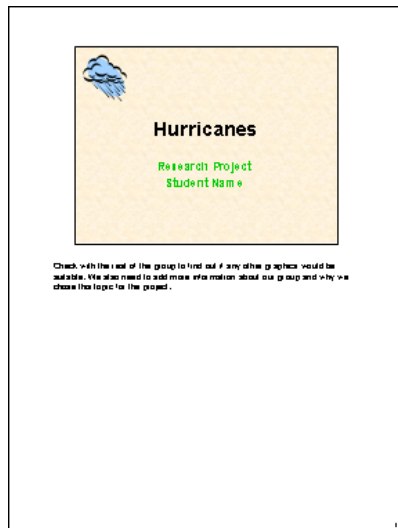 Hurricanes
Research Project
Student Name
Check with the rest of the group to find out if any other graphics would be
suitable. We also need to add more information about our group and why we
chose this topic for the project.